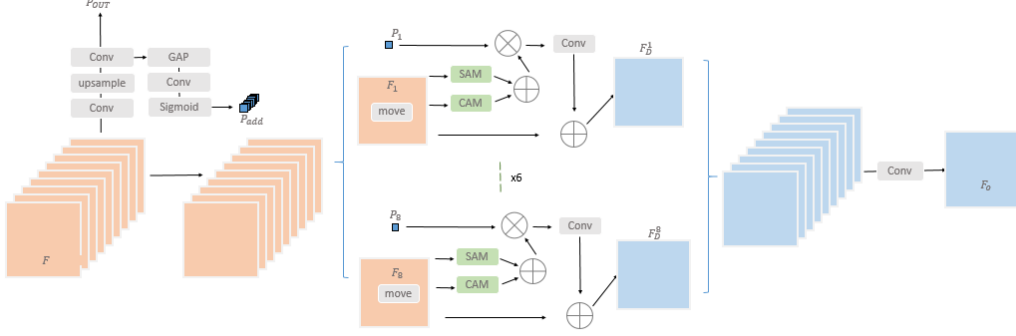 P_OUT
Conv
GAP
upsample
Conv
Conv
Sigmoid
P_add
F
P_1
Conv
F_D^1
F_1
SAM
move
CAM
x6
P_8
Conv
F_D^8
F_8
SAM
move
CAM
Conv
F_o